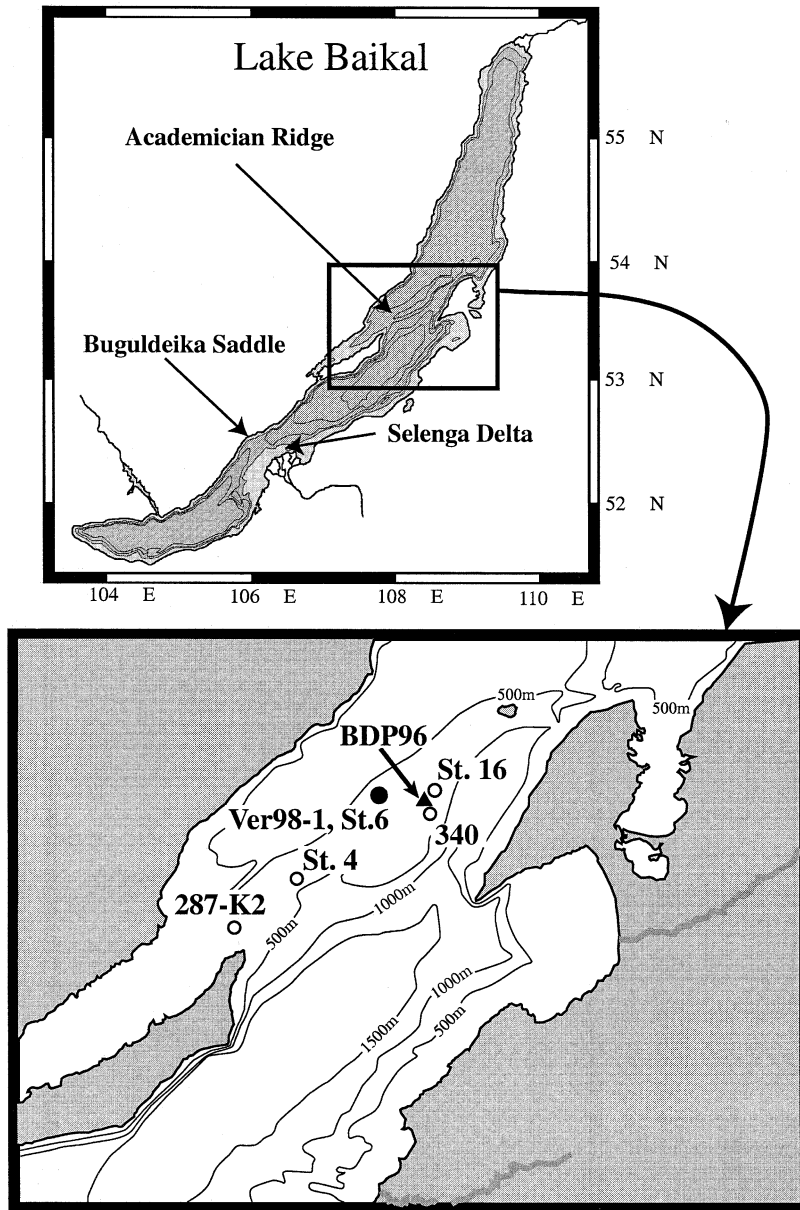 Lake Baikal
Academician Ridge
55 N
54 N
Buguldeika Saddle
53 N
Selenga Delta
52 N
104 E 106 E 108 E 110 E
500m
500m
BDP96
St. 16
Ver98-1, St.6
340
St. 4
1000m
287-K2
500m
1000m
1500m
500m